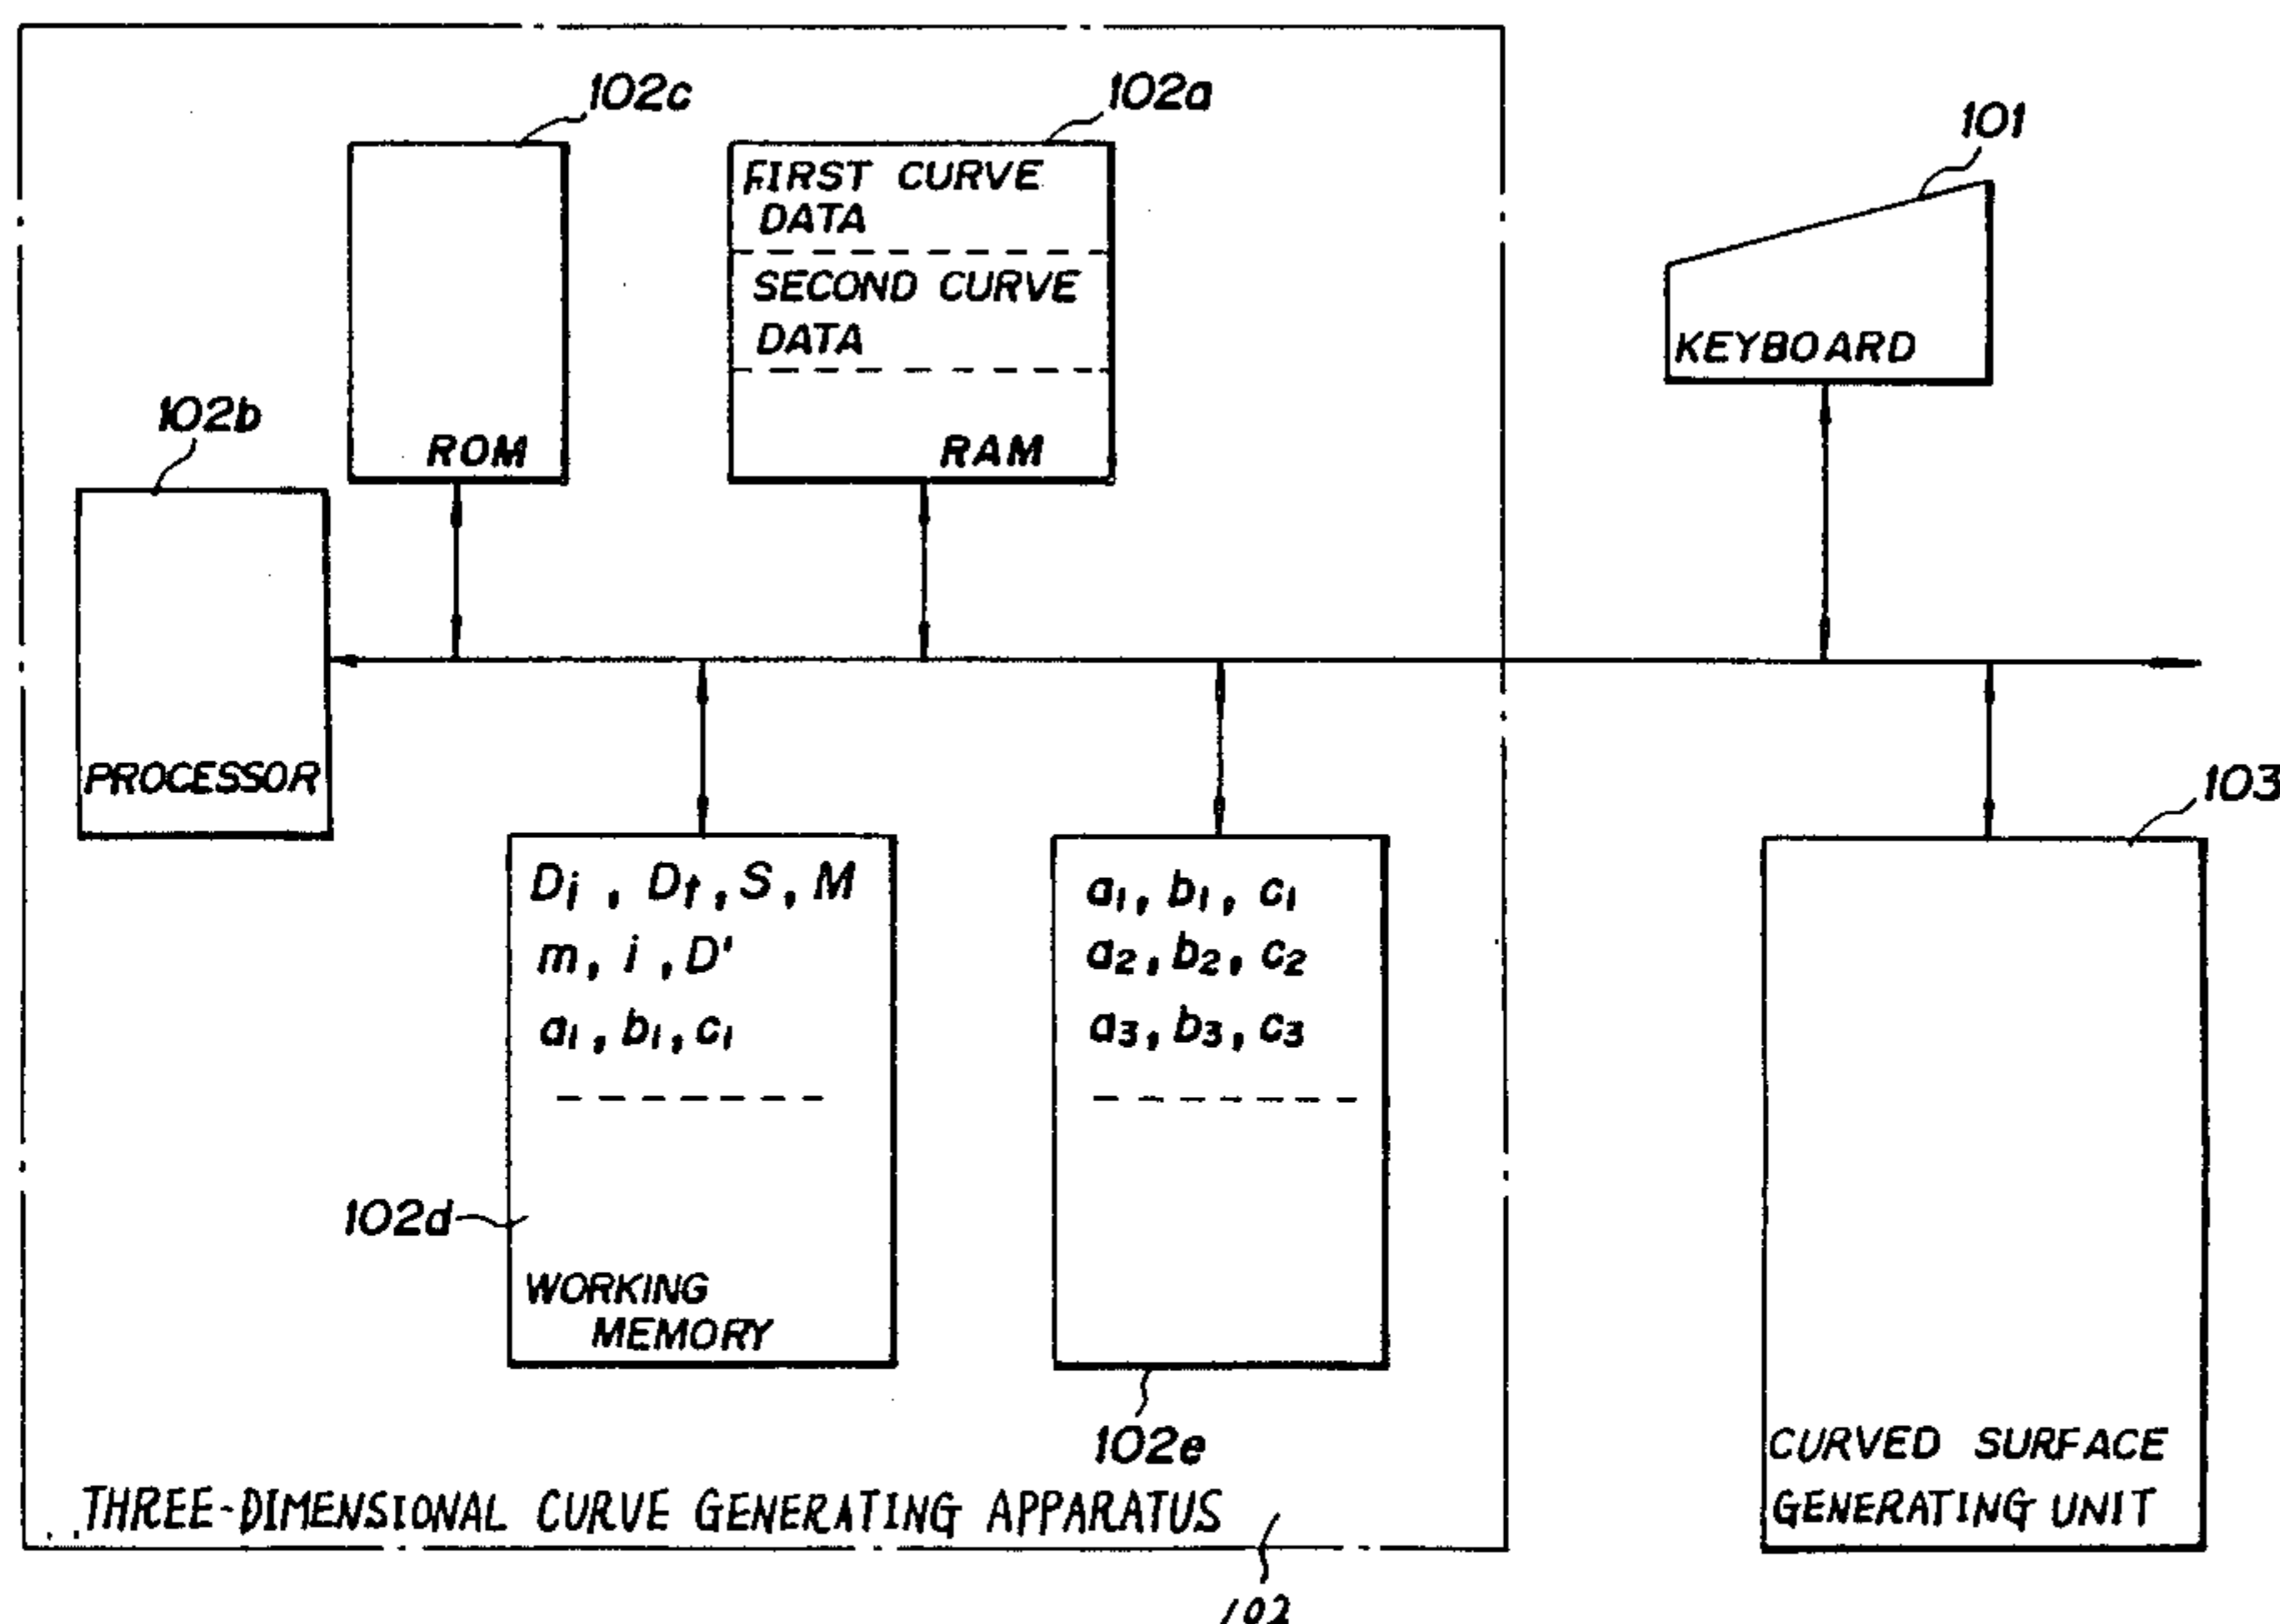 102c
102a
101
FIRST CURVE
DATA
SECOND CURVE
DATA
KEYBOARD
102b
ROM
RAM
PROCESSOR
103
Di, Dt, S, M
m, i, D'
a1, b1, c1
a1, b1, c1
a2, b2, c2
a3, b3, c3
102d
WORKING
MEMORY
102e
CURVED SURFACE
GENERATING UNIT
THREE-DIMENSIONAL CURVE GENERATING APPARATUS
102